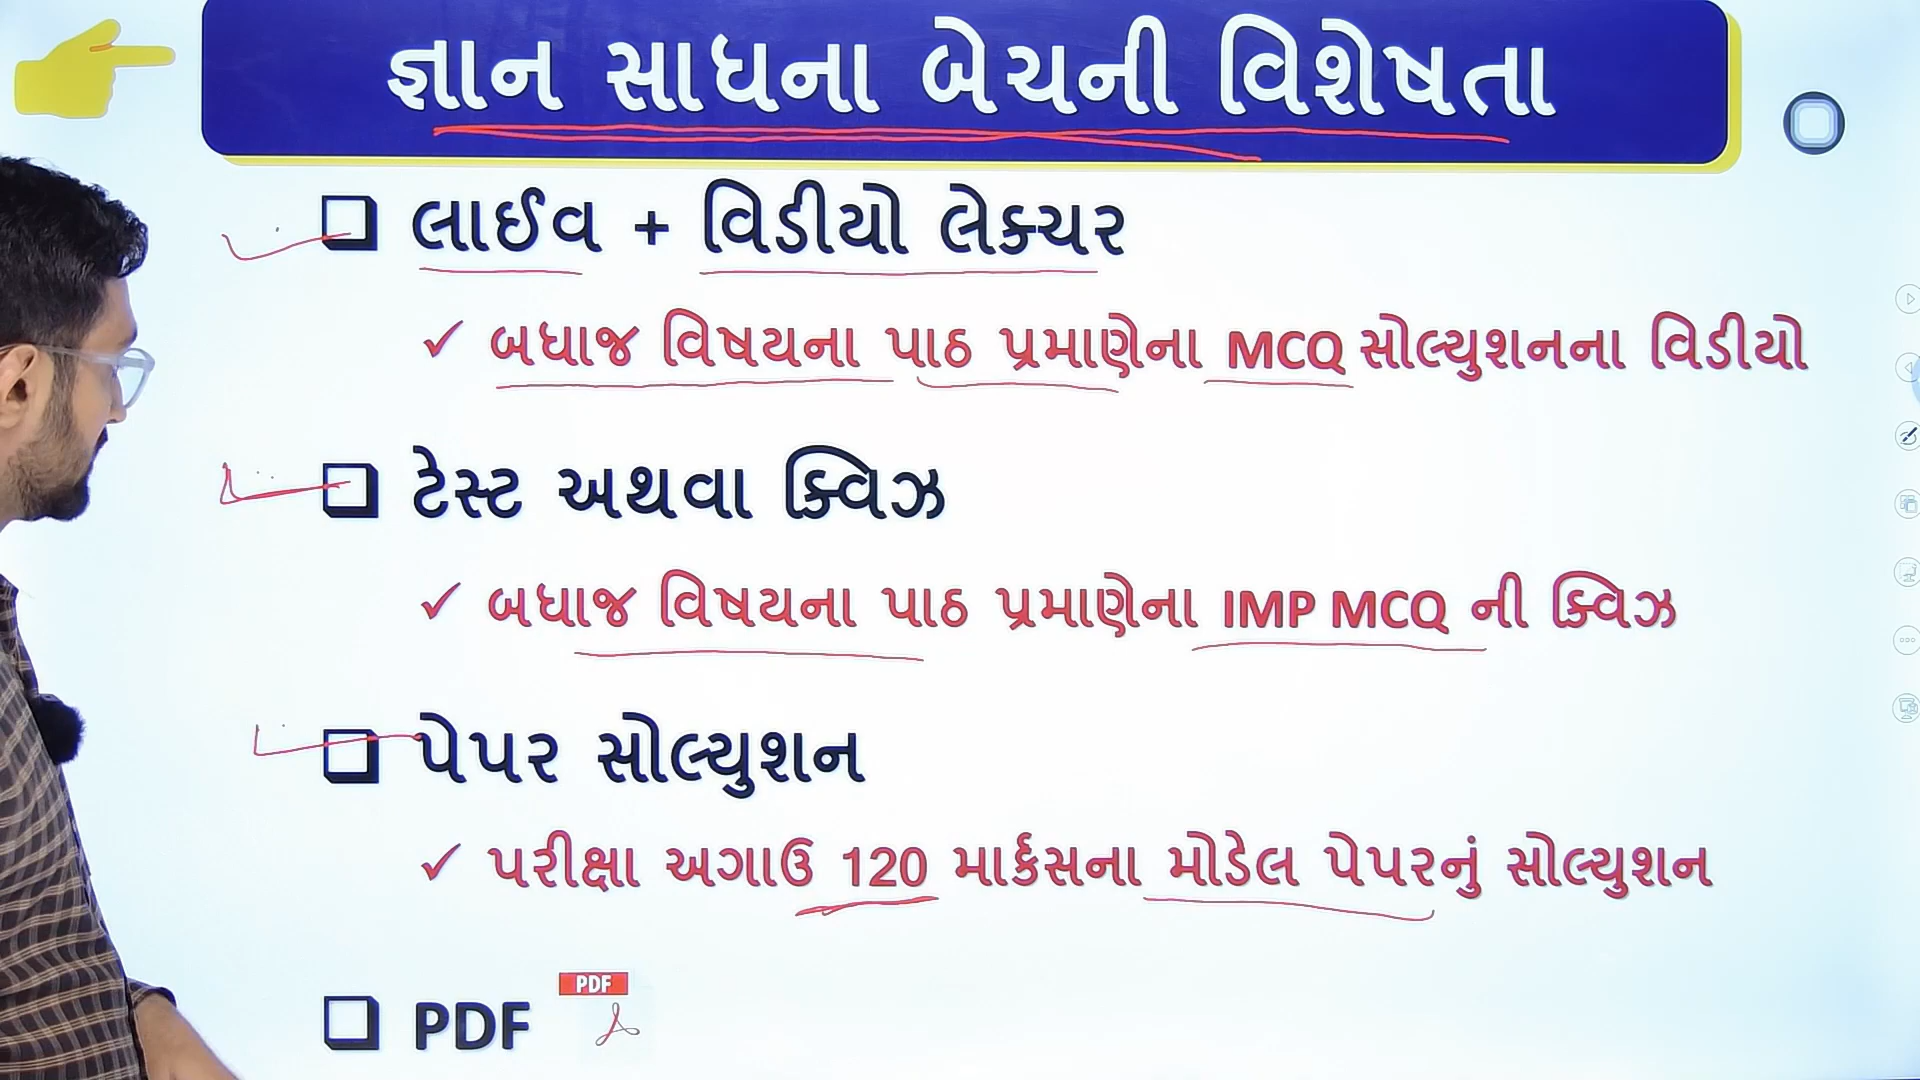 જ્ઞાન સાધના બેચની વિશેષતા
લાઈવ + વિડીયો લેક્ચર
બધાજ વિષયના પાઠ પ્રમાણેના MCQ સોલ્યુશનના વિડીયો
ટેસ્ટ અથવા ક્વિઝ
બધાજ વિષયના પાઠ પ્રમાણેના IMP MCQ ની ક્વિઝ
પેપર સોલ્યુશન
પરીક્ષા અગાઉ 120 માર્કસના મોડેલ પેપરનું સોલ્યુશન
PDF
PDF